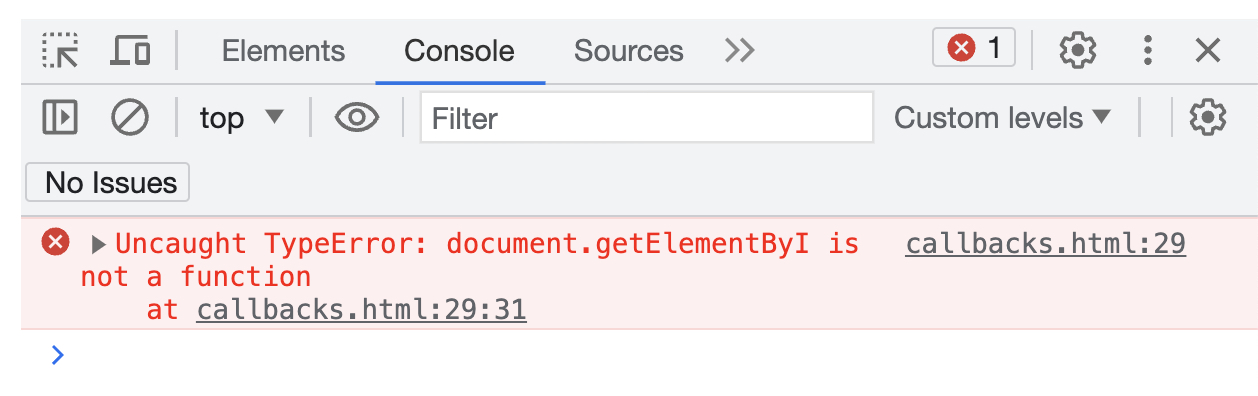 Elements Console Sources 1
top Filter Custom levels
No Issues
Uncaught TypeError: document.getElementByI is callbacks.html:29
not a function
at callbacks.html:29:31